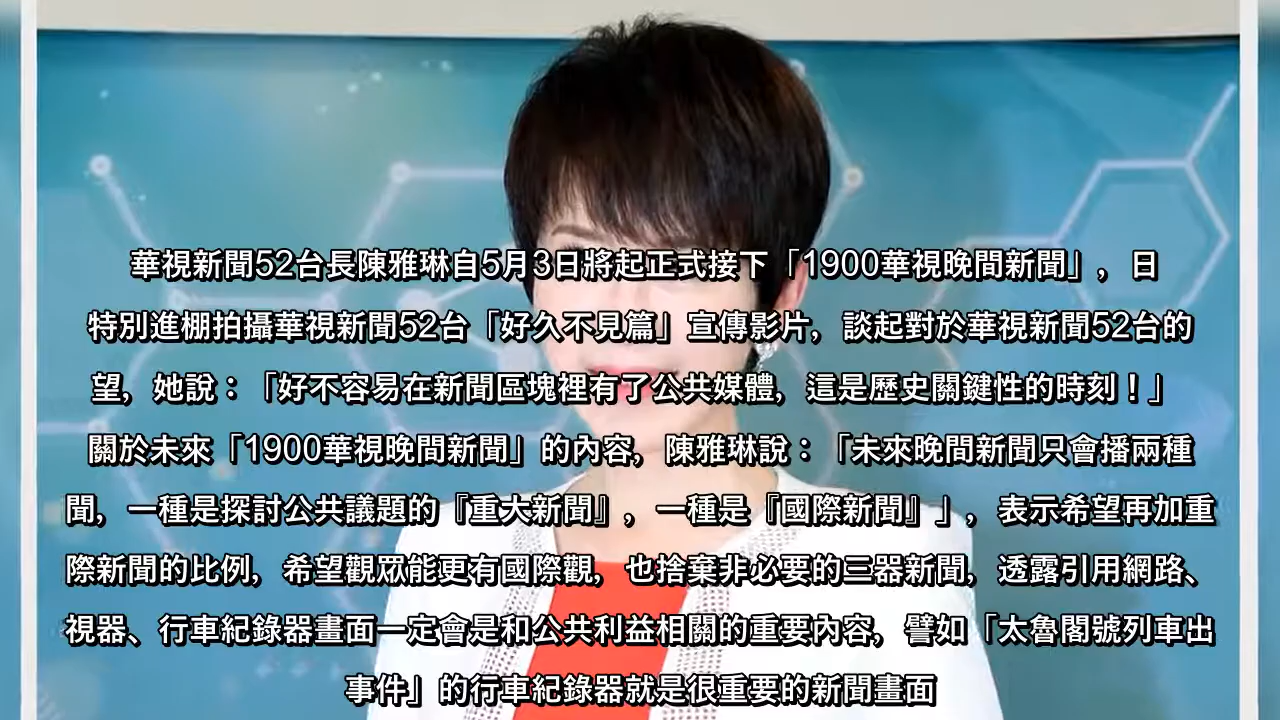 華視新聞52台長陳雅琳自5月3日將起正式接下「1900華視晚間新聞」，日
特別進棚拍攝華視新聞52台「好久不見篇」宣傳影片，談起對於華視新聞52台的
望，她說：「好不容易在新聞區塊裡有了公共媒體，這是歷史關鍵性的時刻！」
關於未來「1900華視晚間新聞」的內容，陳雅琳說：「未來晚間新聞只會播兩種
聞，一種是探討公共議題的『重大新聞』，一種是『國際新聞』」，表示希望再加重
際新聞的比例，希望觀眾能更有國際觀，也捨棄非必要的三器新聞，透露引用網路、
視器、行車紀錄器畫面一定會是和公共利益相關的重要內容，譬如「太魯閣號列車出
事件」的行車紀錄器就是很重要的新聞畫面